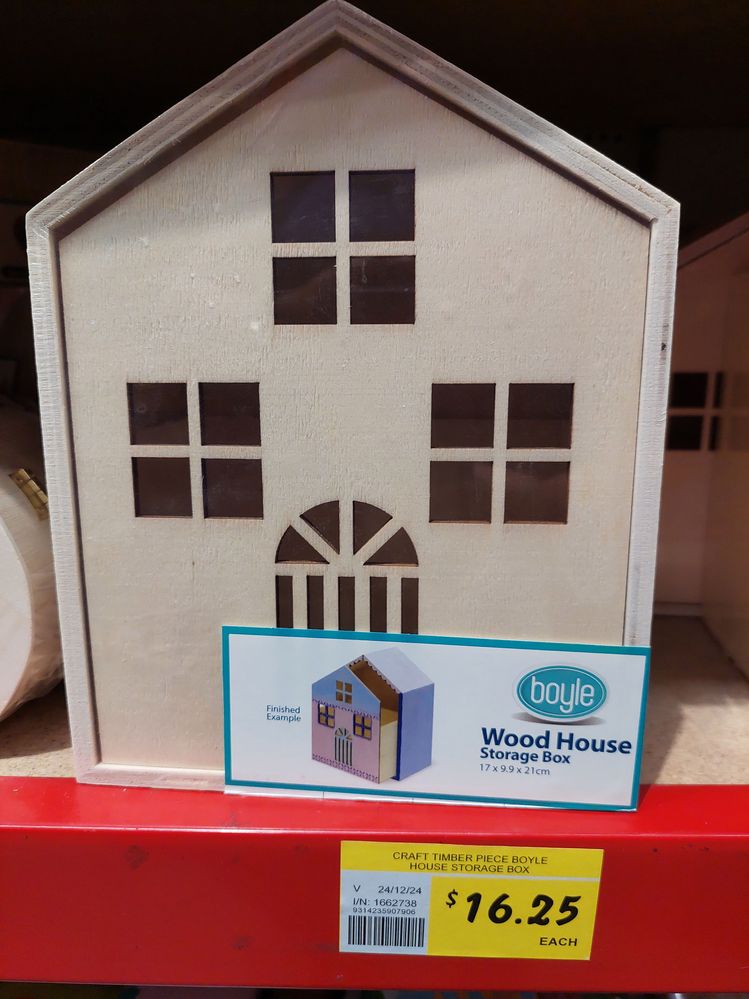 Finished
Example
boyle
Wood House
Storage Box
17 x 9.9 x 21cm
CRAFT TIMBER PIECE BOYLE
HOUSE STORAGE BOX
V 24/12/24
I/N: 1662738
9314235907906
$16.25
EACH